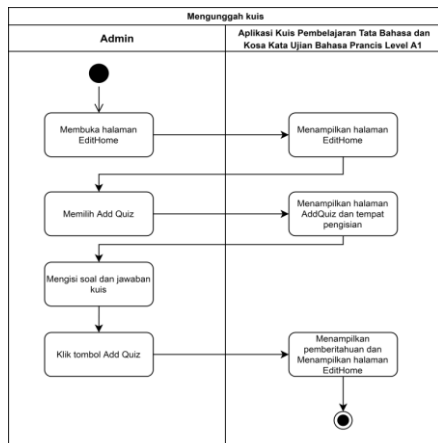 Mengunggah kuis
Admin
Aplikasi Kuis Pembelajaran Tata Bahasa dan
Kosa Kata Ujian Bahasa Prancis Level A1
Membuka halaman
EditHome
Menampilkan halaman
EditHome
Memilih Add Quiz
Menampilkan halaman
AddQuiz dan tempat
pengisian
Mengisi soal dan jawaban
kuis
Klik tombol Add Quiz
Menampilkan
pemberitahuan dan
Menampilkan halaman
EditHome